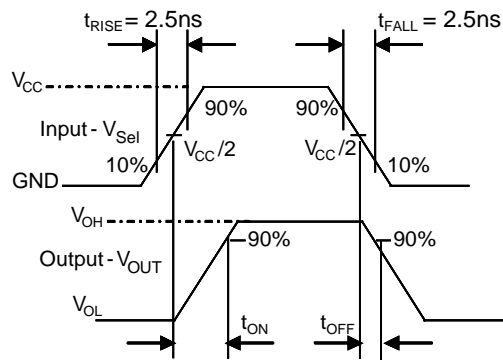 tRISE = 2.5ns
tFALL = 2.5ns
VCC
90%
90%
Input - VSel
VCC/2
VCC/2
10%
10%
GND
VOH
90%
90%
Output - VOUT
VOL
tON
tOFF